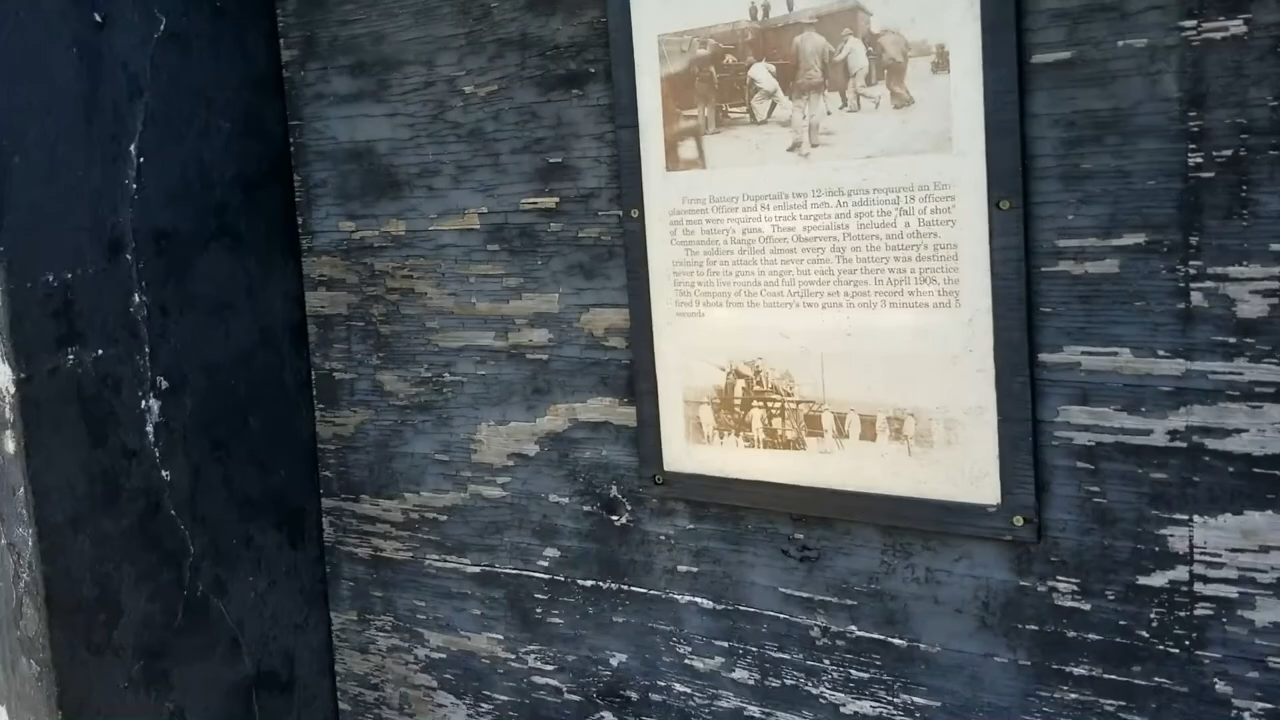 Firing Battery Duportail's two 12-inch guns required an Em-
placement Officer and 84 enlisted men. An additional 18 officers
and men were required to track targets and spot the "fall of shot"
of the battery's guns. These specialists included a Battery
Commander, a Range Officer, Observers, Plotters, and others.
The soldiers drilled almost every day on the battery's guns
training for an attack that never came. The battery was destined
never to fire its guns in anger, but each year there was a practice
firing with live rounds and full powder charges. In April 1908, the
75th Company of the Coast Artillery set a post record when they
fired 9 shots from the battery's two guns in only 3 minutes and 5
seconds